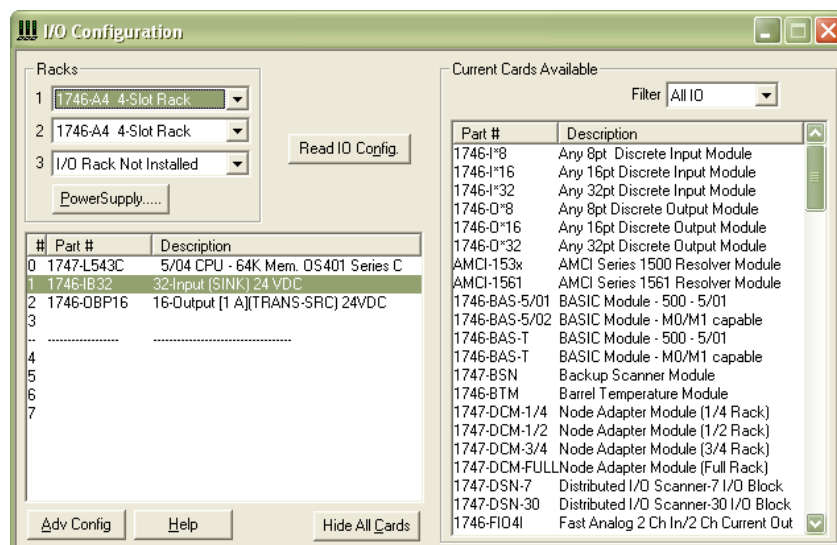 I/O Configuration
Racks
1 1746-A4 4-Slot Rack
2 1746-A4 4-Slot Rack
3 I/O Rack Not Installed
PowerSupply.....
Read IO Config.
# Part # Description
0 1747-L543C 5/04 CPU - 64K Mem. OS401 Series C
1 1746-IB32 32-Input (SINK) 24 VDC
2 1746-OBP16 16-Output [1 A](TRANS-SRC) 24VDC
3
.. ------------------ -----------------------------------
4
5
6
7
Adv Config
Help
Hide All Cards
Current Cards Available
Filter All IO
Part # Description
1746-I*8 Any 8pt Discrete Input Module
1746-I*16 Any 16pt Discrete Input Module
1746-I*32 Any 32pt Discrete Input Module
1746-O*8 Any 8pt Discrete Output Module
1746-O*16 Any 16pt Discrete Output Module
1746-O*32 Any 32pt Discrete Output Module
AMCI-153x AMCI Series 1500 Resolver Module
AMCI-1561 AMCI Series 1561 Resolver Module
1746-BAS-5/01 BASIC Module - 500 - 5/01
1746-BAS-5/02 BASIC Module - M0/M1 capable
1746-BAS-T BASIC Module - 500 - 5/01
1746-BAS-T BASIC Module - M0/M1 capable
1747-BSN Backup Scanner Module
1746-BTM Barrel Temperature Module
1747-DCM-1/4 Node Adapter Module (1/4 Rack)
1747-DCM-1/2 Node Adapter Module (1/2 Rack)
1747-DCM-3/4 Node Adapter Module (3/4 Rack)
1747-DCM-FULL Node Adapter Module (Full Rack)
1747-DSN-7 Distributed I/O Scanner-7 I/O Block
1747-DSN-30 Distributed I/O Scanner-30 I/O Block
1746-FIO4I Fast Analog 2 Ch In/2 Ch Current Out